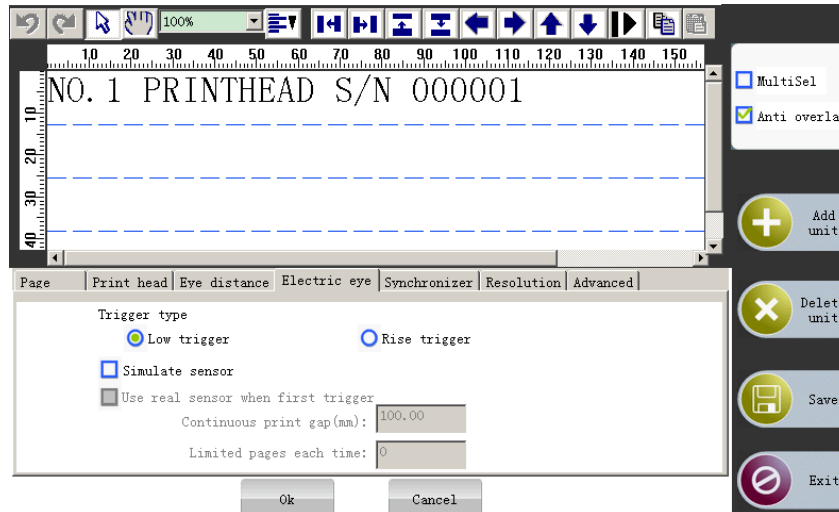 100%
10 20 30 40 50 60 70 80 90 100 110 120 130 140 150
NO. 1 PRINTHEAD S/N 000001
10
20
30
40
MultiSel
Anti overla
Add
unit
Delet
unit
Save
Exit
Page Print head Eye distance Electric eye Synchronizer Resolution Advanced
Trigger type
Low trigger Rise trigger
Simulate sensor
Use real sensor when first trigger
Continuous print gap(mm): 100.00
Limited pages each time: 0
Ok Cancel